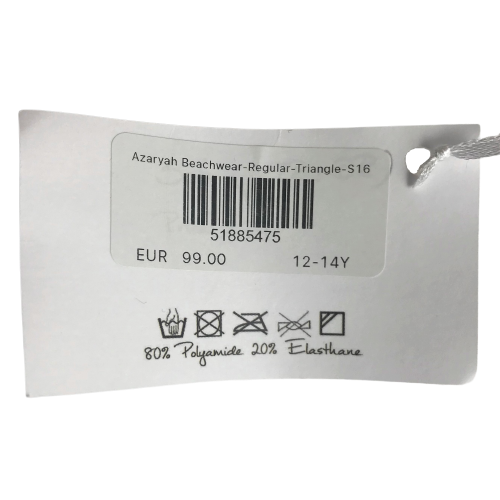 Azaryah Beachwear-Regular-Triangle-S16
51885475
EUR 99.00 12-14Y
80% Polyamide 20% Elasthane